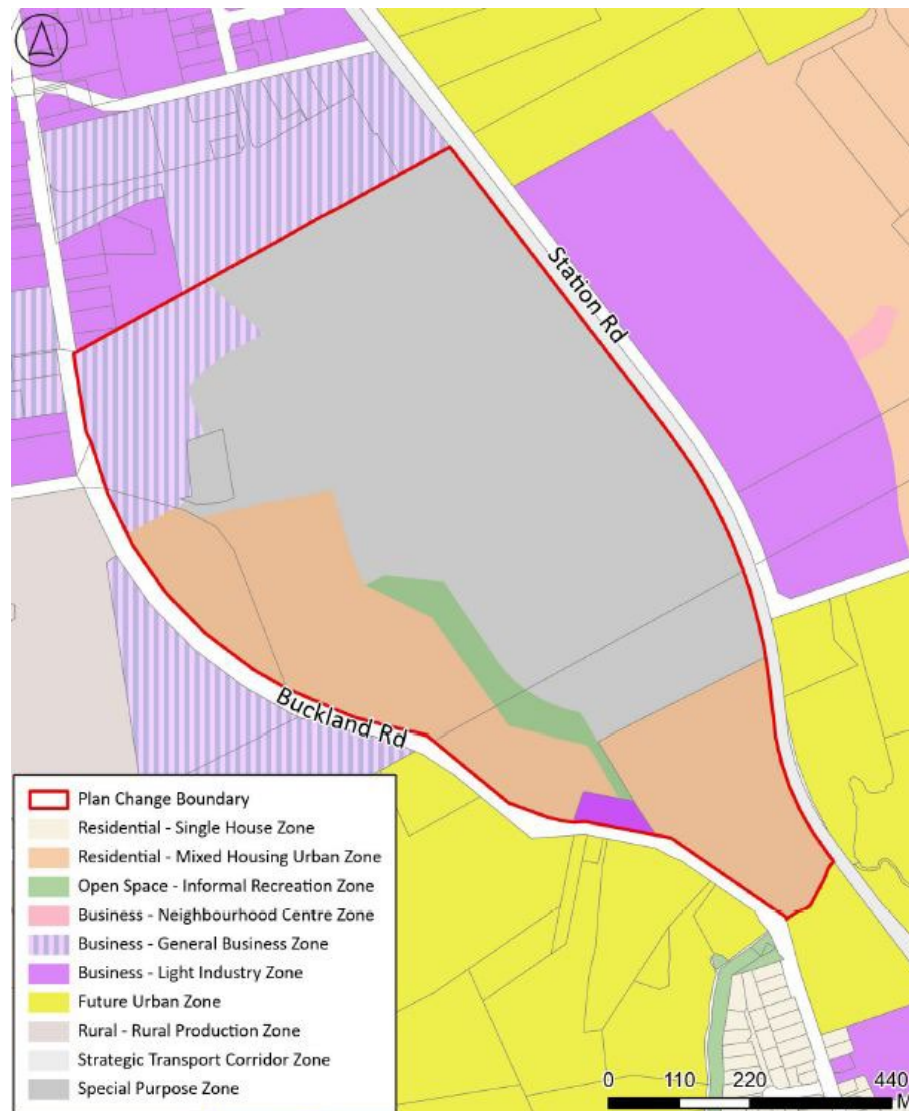 Station Rd
Buckland Rd
Plan Change Boundary
Residential - Single House Zone
Residential - Mixed Housing Urban Zone
Open Space - Informal Recreation Zone
Business - Neighbourhood Centre Zone
Business - General Business Zone
Business - Light Industry Zone
Future Urban Zone
Rural - Rural Production Zone
Strategic Transport Corridor Zone
Special Purpose Zone
0 110 220 440
M